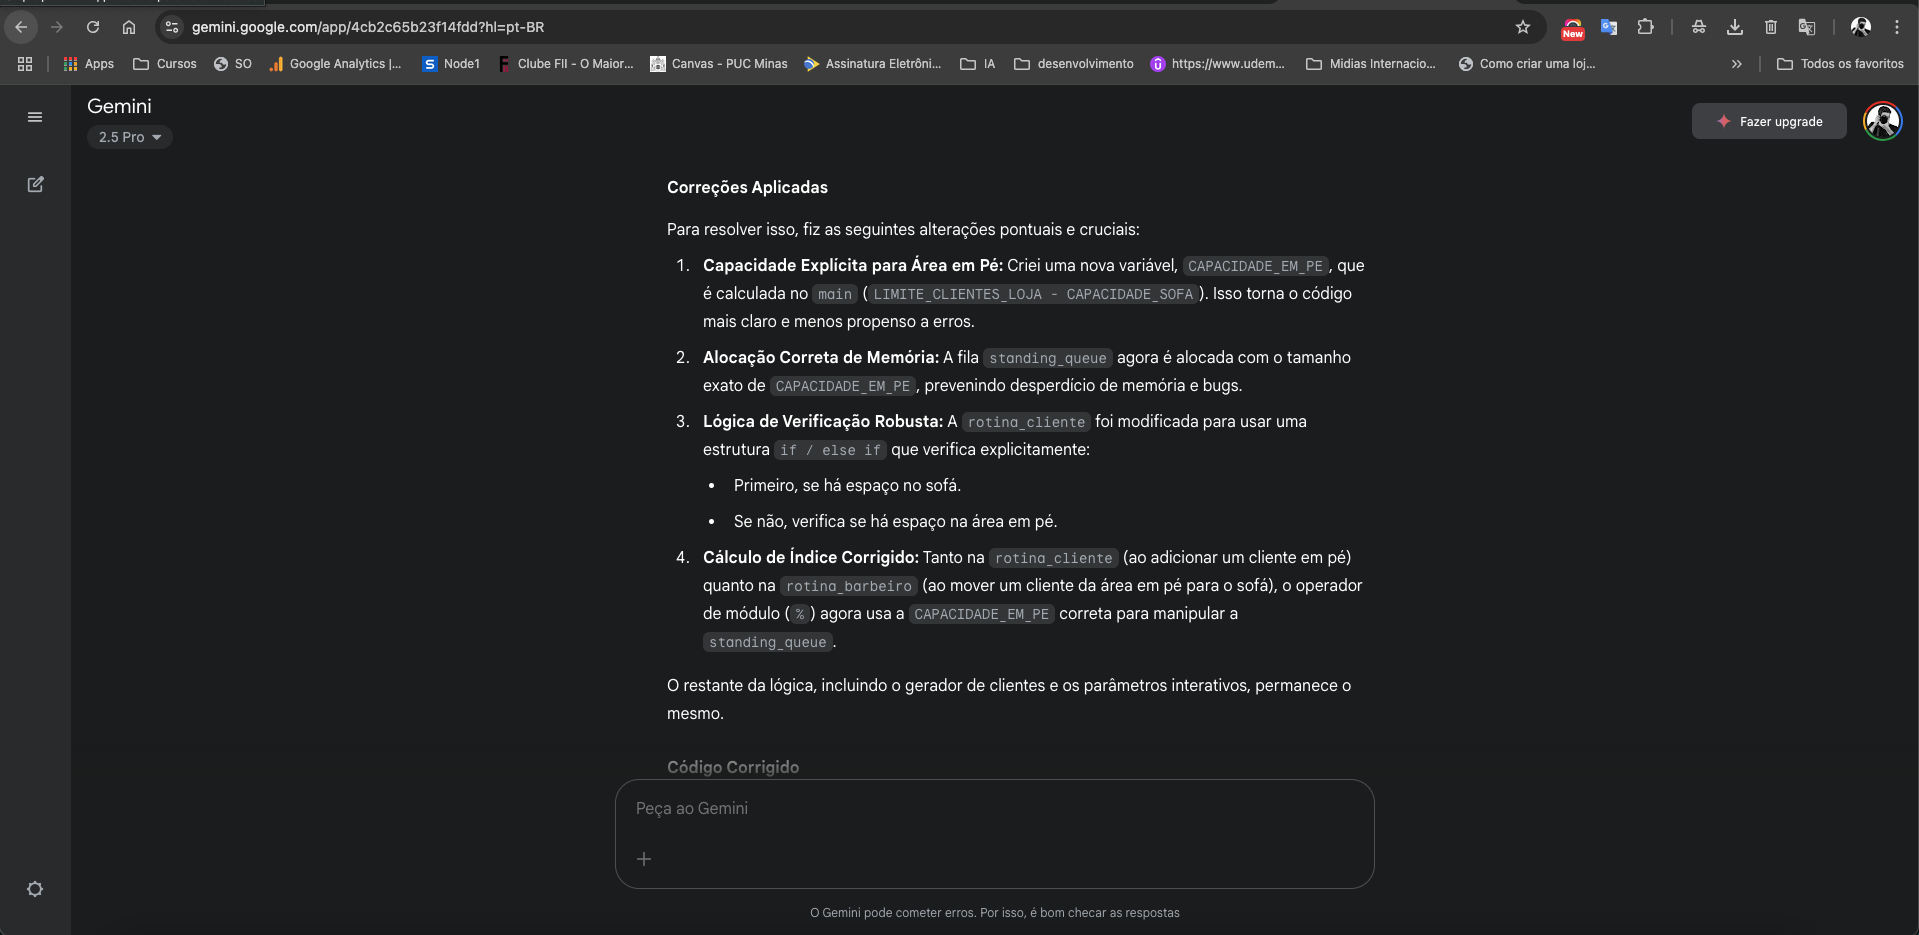 gemini.google.com/app/4cb2c65b23f14fdd?hl=pt-BR
New
Apps
Cursos
SO
Google Analytics |...
S
Node1
Clube FII - O Maior...
Canvas - PUC Minas
Assinatura Eletrôni...
IA
desenvolvimento
https://www.udem...
Midias Internacio...
Como criar uma loj...
»
Todos os favoritos
Gemini
2.5 Pro
Fazer upgrade
Correções Aplicadas
Para resolver isso, fiz as seguintes alterações pontuais e cruciais:
1. Capacidade Explícita para Área em Pé: Criei uma nova variável, CAPACIDADE_EM_PE, que
é calculada no main (LIMITE_CLIENTES_LOJA - CAPACIDADE_SOFA). Isso torna o código
mais claro e menos propenso a erros.
2. Alocação Correta de Memória: A fila standing_queue agora é alocada com o tamanho
exato de CAPACIDADE_EM_PE, prevenindo desperdício de memória e bugs.
3. Lógica de Verificação Robusta: A rotina_cliente foi modificada para usar uma
estrutura if / else if que verifica explicitamente:
• Primeiro, se há espaço no sofá.
• Se não, verifica se há espaço na área em pé.
4. Cálculo de Índice Corrigido: Tanto na rotina_cliente (ao adicionar um cliente em pé)
quanto na rotina_barbeiro (ao mover um cliente da área em pé para o sofá), o operador
de módulo (%) agora usa a CAPACIDADE_EM_PE correta para manipular a
standing_queue.
O restante da lógica, incluindo o gerador de clientes e os parâmetros interativos, permanece o
mesmo.
Código Corrigido
Peça ao Gemini
O Gemini pode cometer erros. Por isso, é bom checar as respostas